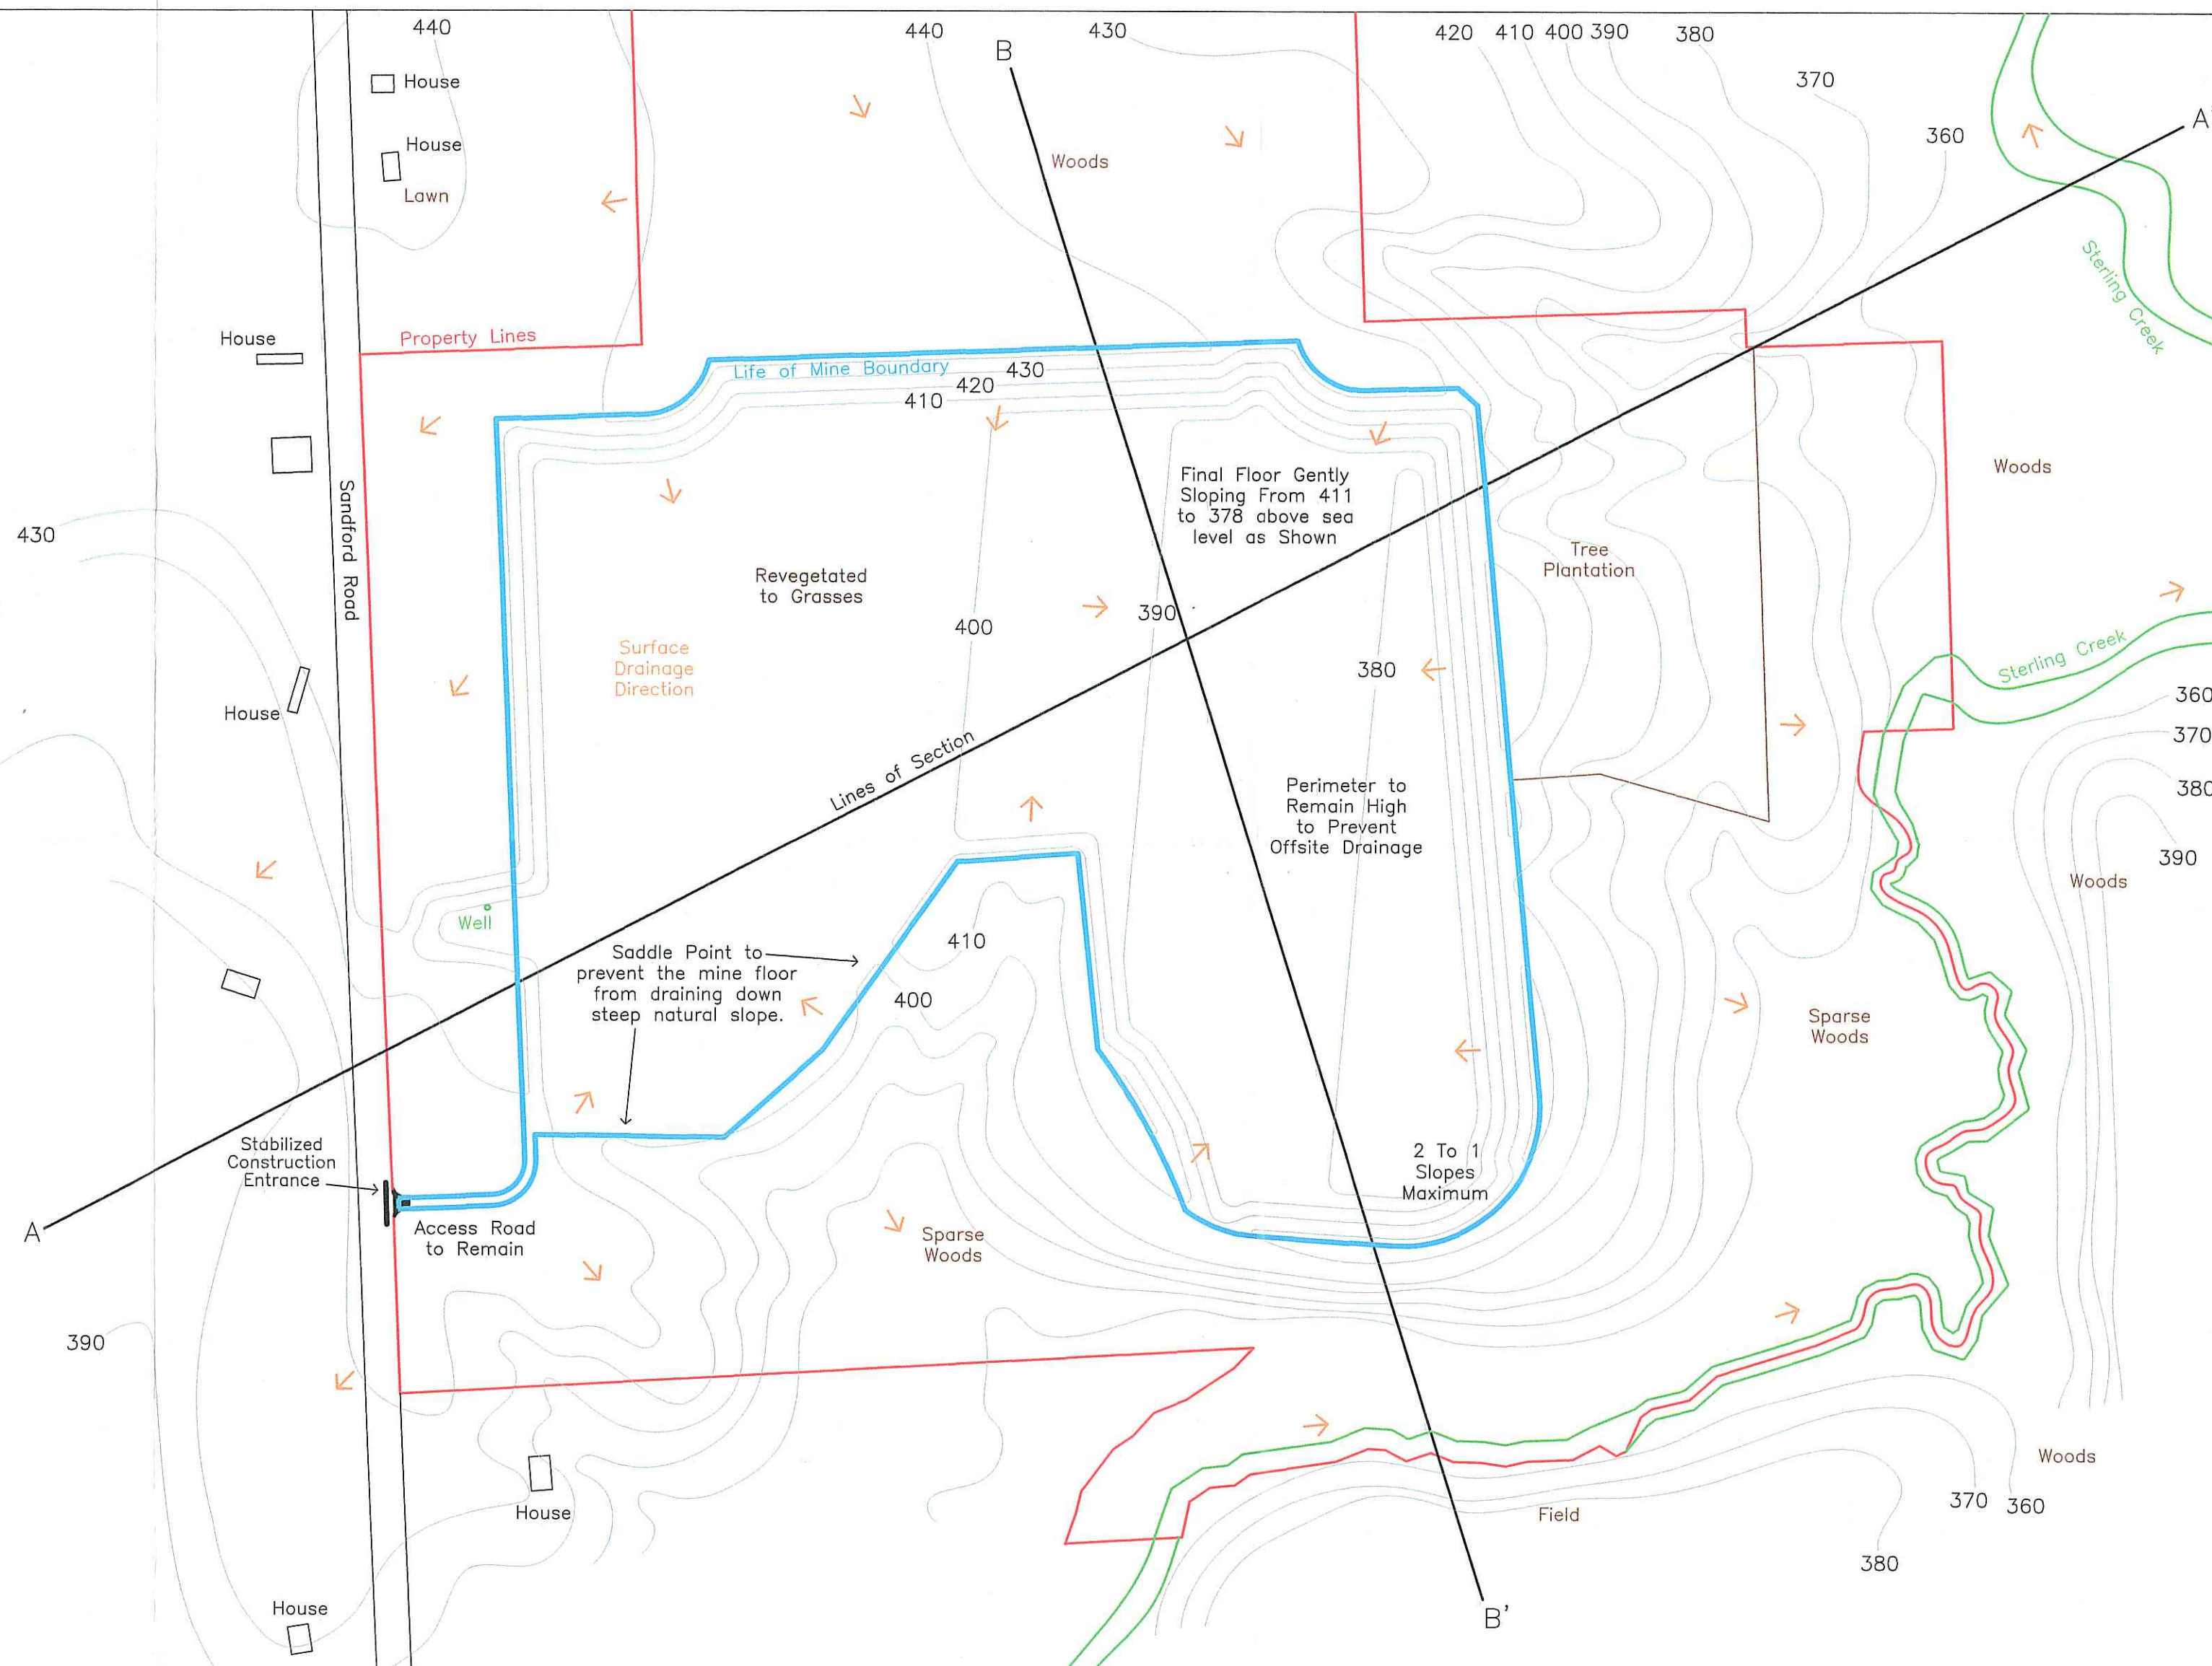 440
440
430
420
410
400
390
380
370
360
B
A
House
House
Lawn
Woods
Sterling Creek
House
Property Lines
Life of Mine Boundary
430
420
410
Sandford Road
430
Final Floor Gently
Sloping From 411
to 378 above sea
level as Shown
Woods
Tree
Plantation
Revegetated
to Grasses
Surface
Drainage
Direction
400
390
380
House
Lines of Section
Sterling Creek
360
370
380
390
Woods
Perimeter to
Remain High
to Prevent
Offsite Drainage
Well
Saddle Point to
prevent the mine floor
from draining down
steep natural slope.
410
400
Sparse
Woods
Stabilized
Construction
Entrance
2 To 1
Slopes
Maximum
A
Access Road
to Remain
Sparse
Woods
390
House
Field
Woods
370
360
380
House
B'